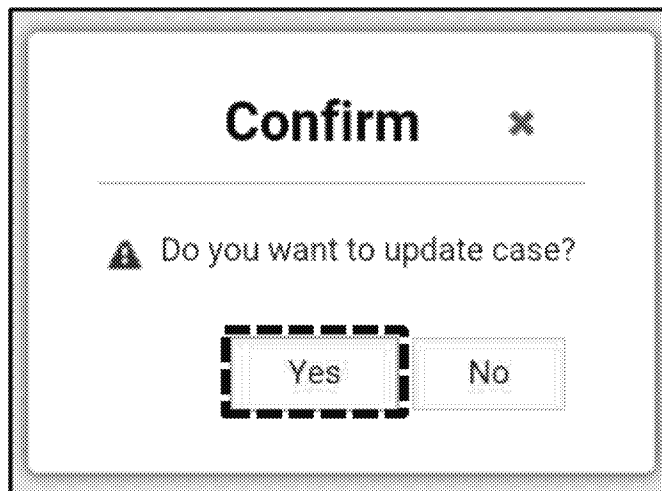 Confirm ×
Do you want to update case?
Yes No